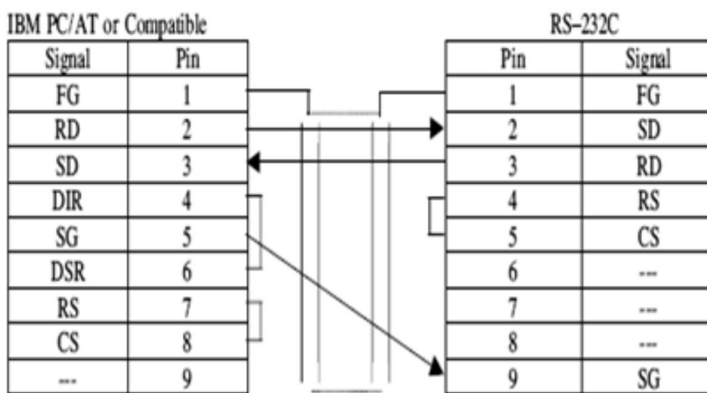 IBM PC/AT or Compatible RS-232C
Signal Pin Pin Signal
FG 1 1 FG
RD 2 2 SD
SD 3 3 RD
DIR 4 4 RS
SG 5 5 CS
DSR 6 6 ---
RS 7 7 ---
CS 8 8 ---
--- 9 9 SG